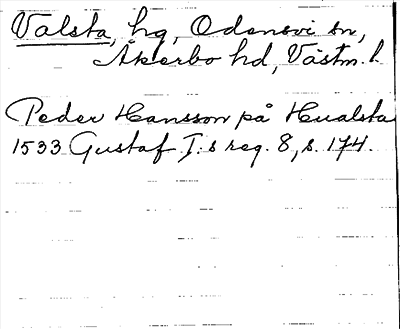 Valsta, hg, Odensvi sn,
Åkerbo hd, Västm. l.
Peder Hansson på Hualsta
1533 Gustaf I:s reg. 8, s. 174.